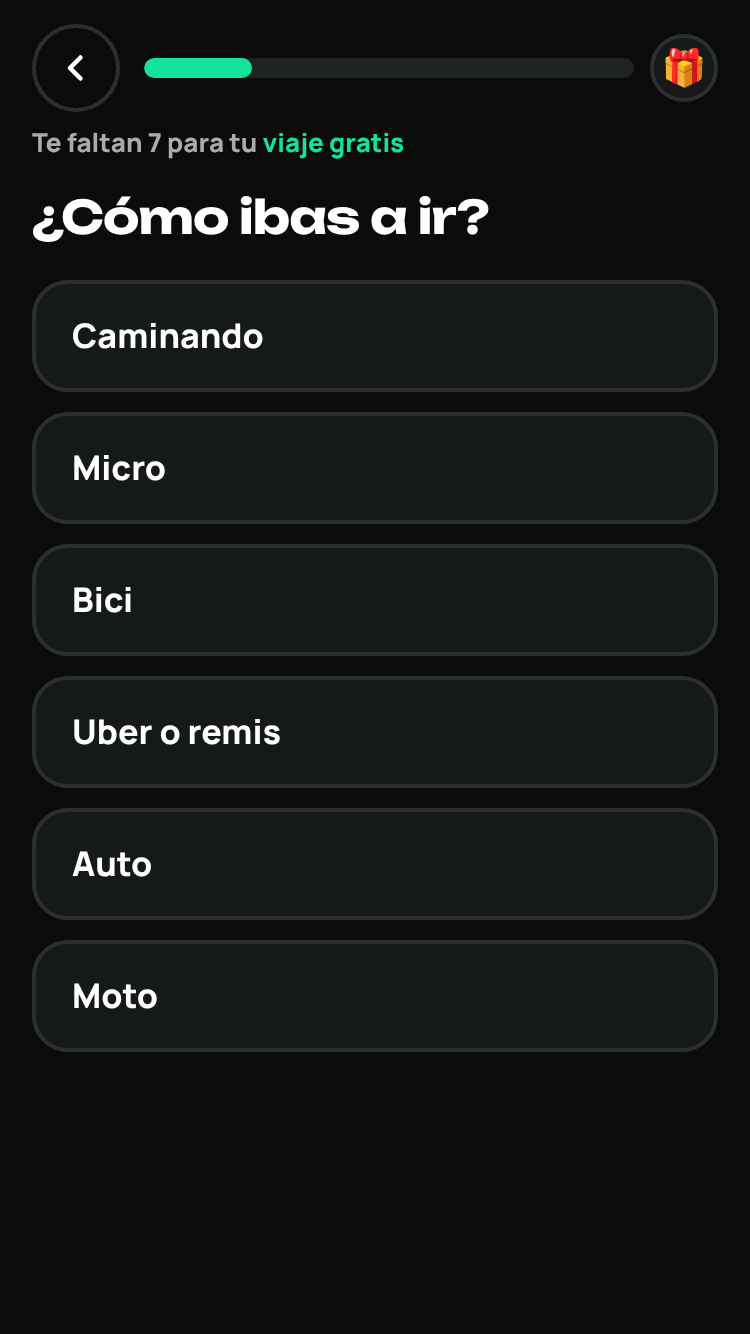 Te faltan 7 para tu viaje gratis
¿Cómo ibas a ir?
Caminando
Micro
Bici
Uber o remis
Auto
Moto